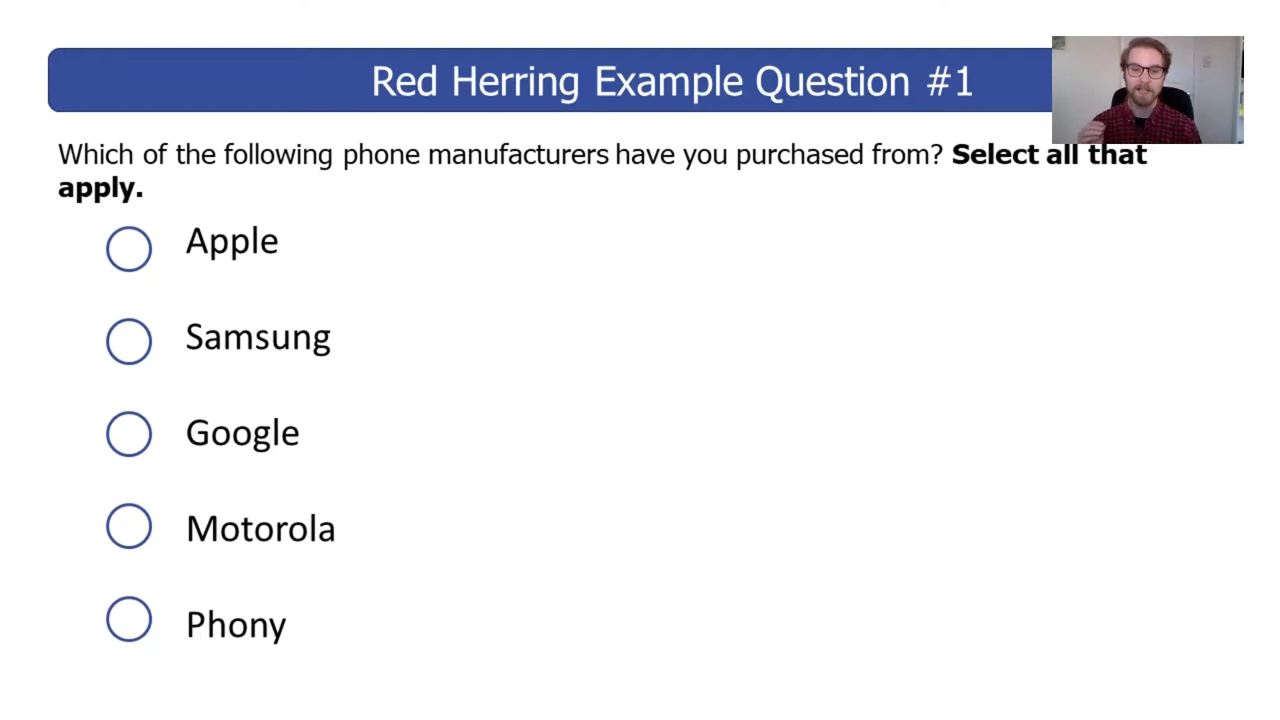 Red Herring Example Question #1
Which of the following phone manufacturers have you purchased from? Select all that
apply.
Apple
Samsung
Google
Motorola
Phony